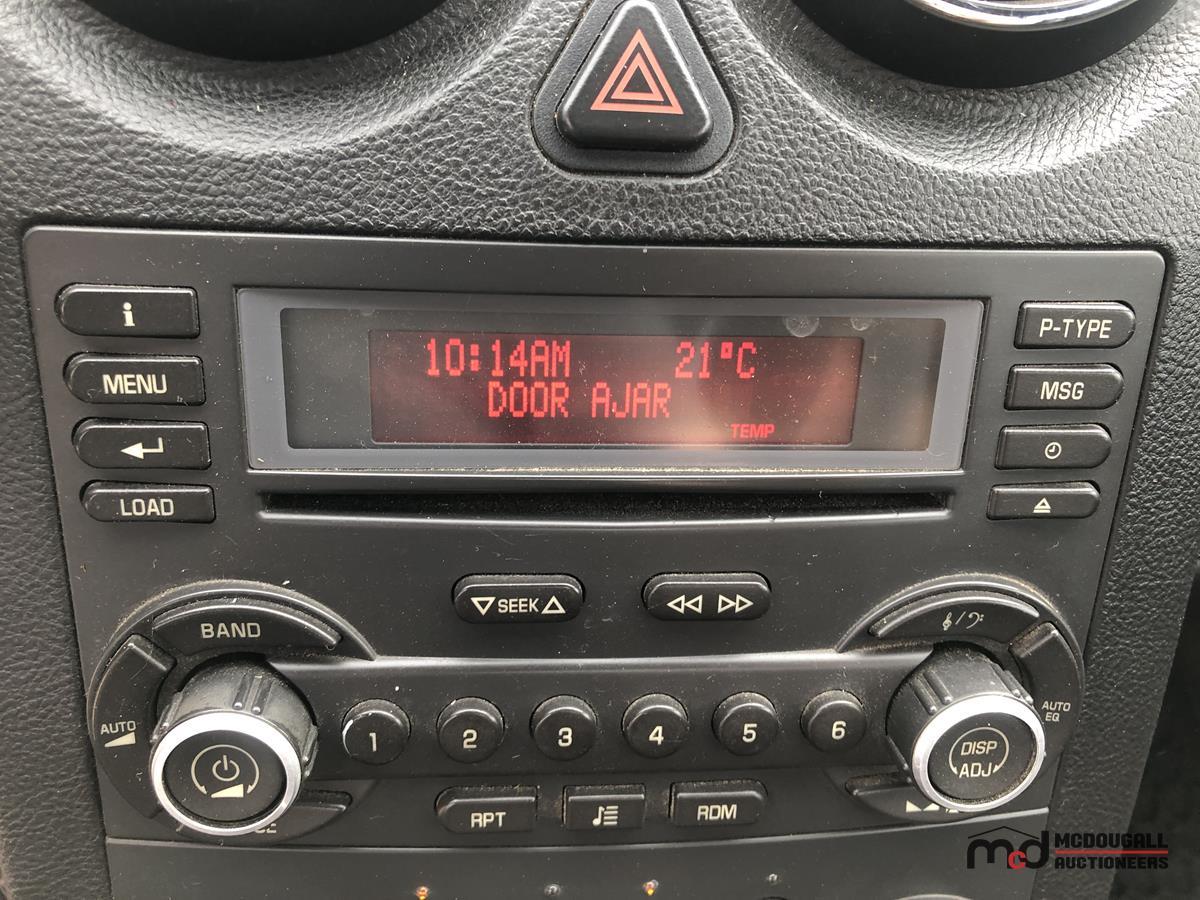 i
MENU
LOAD
10:14AM 21°C
DOOR AJAR
TEMP
P-TYPE
MSG
SEEK
BAND
AUTO
AUTO
EQ
1 2 3 4 5 6
DISP
ADJ
RPT
RDM
mcd MCDOUGALL
AUCTIONEERS